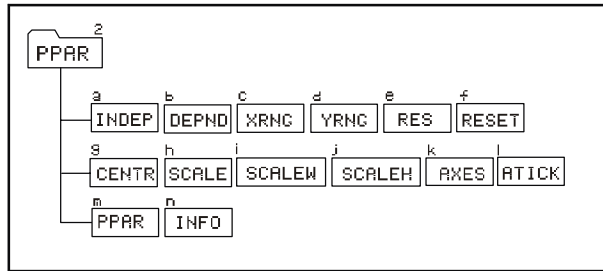 2
PPAR
a b c d e f
INDEP DEPND XRNG YRNG RES RESET
g h i j k l
CENTR SCALE SCALEW SCALEH AXES ATICK
m n
PPAR INFO